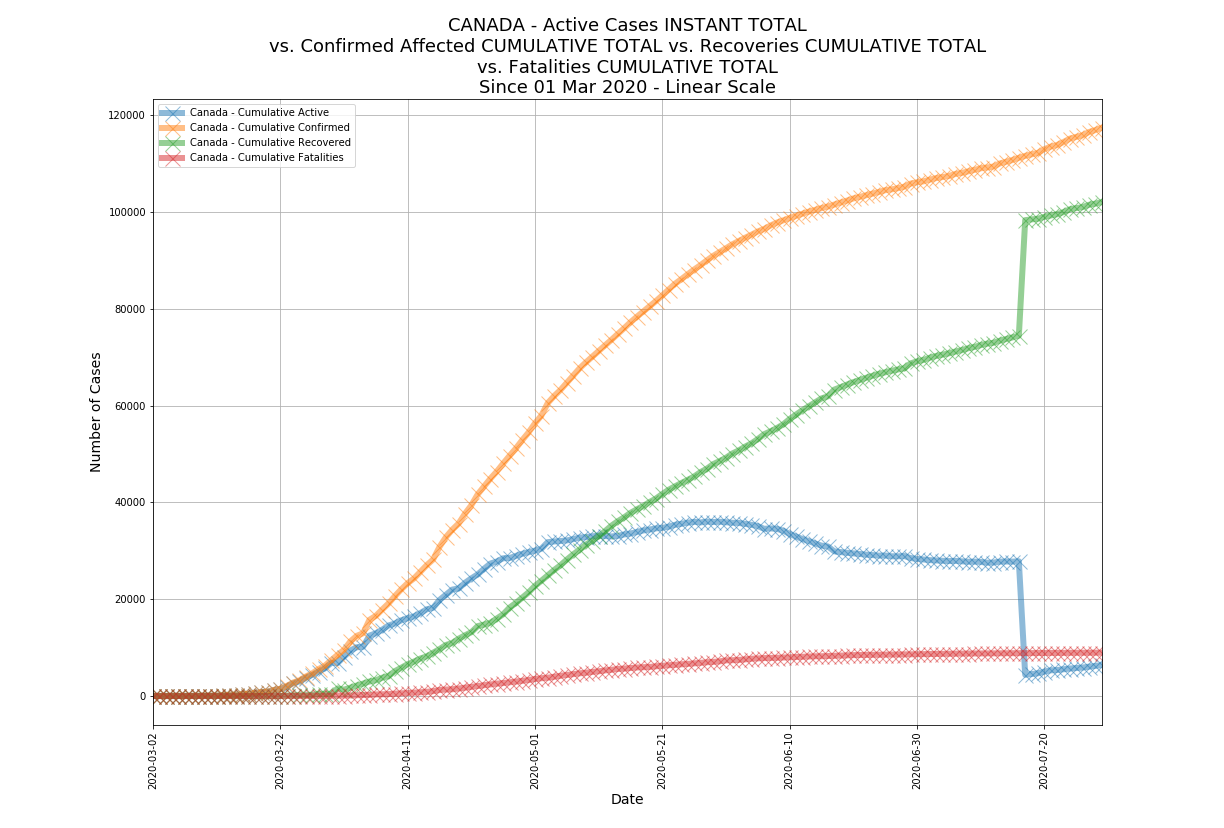 CANADA - Active Cases INSTANT TOTAL
vs. Confirmed Affected CUMULATIVE TOTAL vs. Recoveries CUMULATIVE TOTAL
vs. Fatalities CUMULATIVE TOTAL
Since 01 Mar 2020 - Linear Scale
Canada - Cumulative Active
Canada - Cumulative Confirmed
Canada - Cumulative Recovered
Canada - Cumulative Fatalities
Number of Cases
120000
100000
80000
60000
40000
20000
0
2020-03-02
2020-03-22
2020-04-11
2020-05-01
2020-05-21
2020-06-10
2020-06-30
2020-07-20
Date